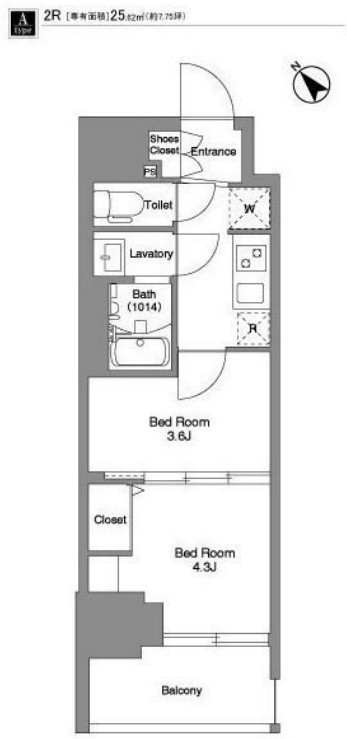 A type
2R [専有面積]25.62㎡(約7.75坪)
N
Shoes
Closet
Entrance
PS
Toilet
W
Lavatory
Bath
(1014)
R
Bed Room
3.6J
Closet
Bed Room
4.3J
Balcony